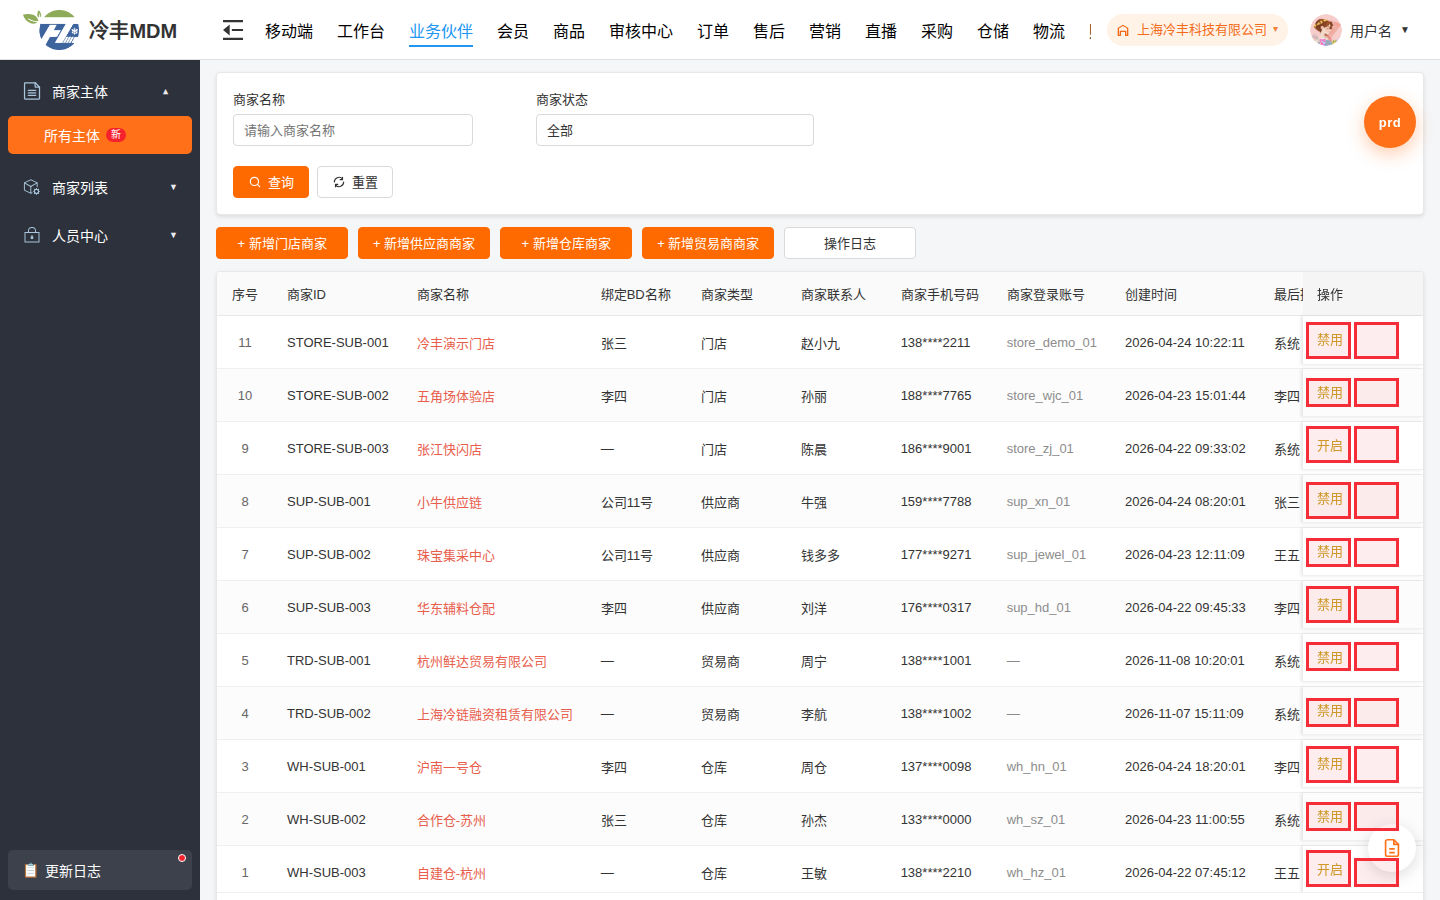 冷丰MDM
移动端 工作台 业务伙伴 会员 商品 审核中心 订单 售后 营销 直播 采购 仓储 物流
上海冷丰科技有限公司 ▾
用户名 ▼
商家主体 ▲
所有主体 新
商家列表 ▼
人员中心 ▼
更新日志
商家名称 商家状态
请输入商家名称 全部
查询 重置
prd
+ 新增门店商家 + 新增供应商商家 + 新增仓库商家 + 新增贸易商商家 操作日志
序号 商家ID 商家名称 绑定BD名称 商家类型 商家联系人 商家手机号码 商家登录账号 创建时间 最后 操作
11 STORE-SUB-001 冷丰演示门店 张三 门店 赵小九 138****2211 store_demo_01 2026-04-24 10:22:11 系统 禁用
10 STORE-SUB-002 五角场体验店 李四 门店 孙丽 188****7765 store_wjc_01 2026-04-23 15:01:44 李四 禁用
9 STORE-SUB-003 张江快闪店 — 门店 陈晨 186****9001 store_zj_01 2026-04-22 09:33:02 系统 开启
8 SUP-SUB-001 小牛供应链 公司11号 供应商 牛强 159****7788 sup_xn_01 2026-04-24 08:20:01 张三 禁用
7 SUP-SUB-002 珠宝集采中心 公司11号 供应商 钱多多 177****9271 sup_jewel_01 2026-04-23 12:11:09 王五 禁用
6 SUP-SUB-003 华东辅料仓配 李四 供应商 刘洋 176****0317 sup_hd_01 2026-04-22 09:45:33 李四 禁用
5 TRD-SUB-001 杭州鲜达贸易有限公司 — 贸易商 周宁 138****1001 — 2026-11-08 10:20:01 系统 禁用
4 TRD-SUB-002 上海冷链融资租赁有限公司 — 贸易商 李航 138****1002 — 2026-11-07 15:11:09 系统 禁用
3 WH-SUB-001 沪南一号仓 李四 仓库 周仓 137****0098 wh_hn_01 2026-04-24 18:20:01 李四 禁用
2 WH-SUB-002 合作仓-苏州 张三 仓库 孙杰 133****0000 wh_sz_01 2026-04-23 11:00:55 系统 禁用
1 WH-SUB-003 自建仓-杭州 — 仓库 王敏 138****2210 wh_hz_01 2026-04-22 07:45:12 王五 开启